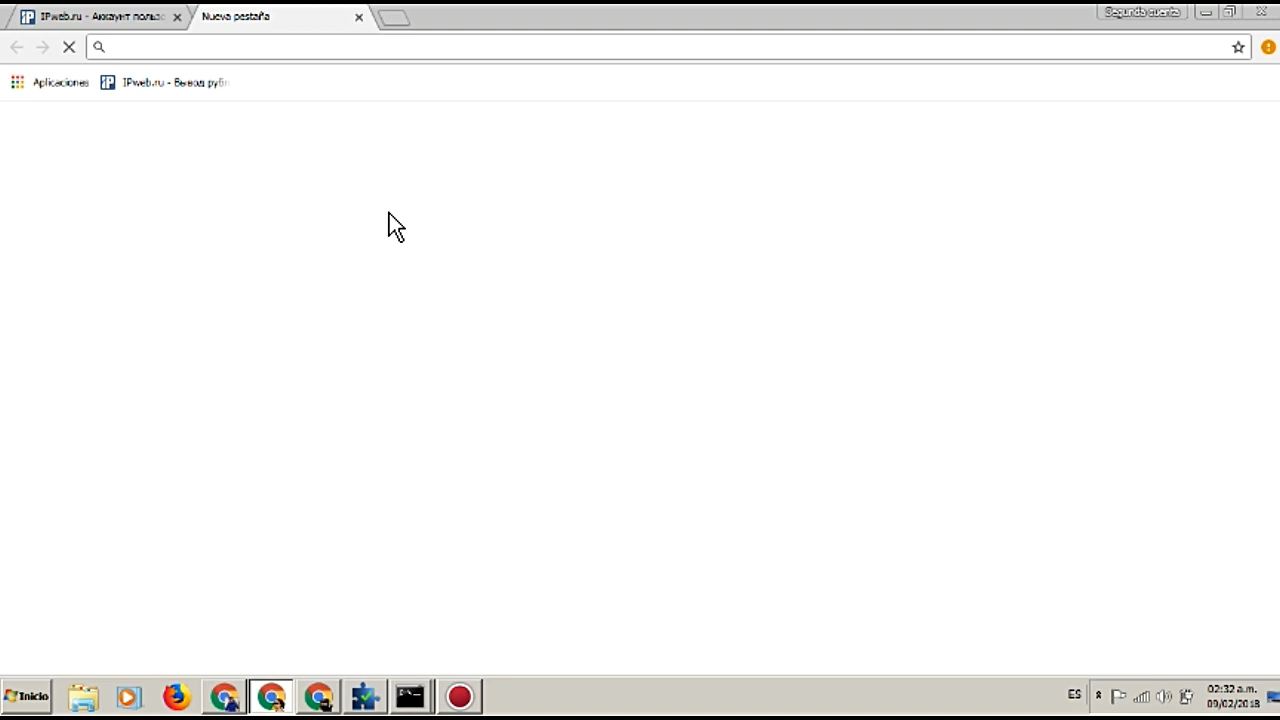 IPweb.ru - Аккаунт польз
Nueva pestaña
Segunda cuenta
Aplicaciones
IPweb.ru - Вывод рубл
Inicio
ES
02:32 a.m.
09/02/2018